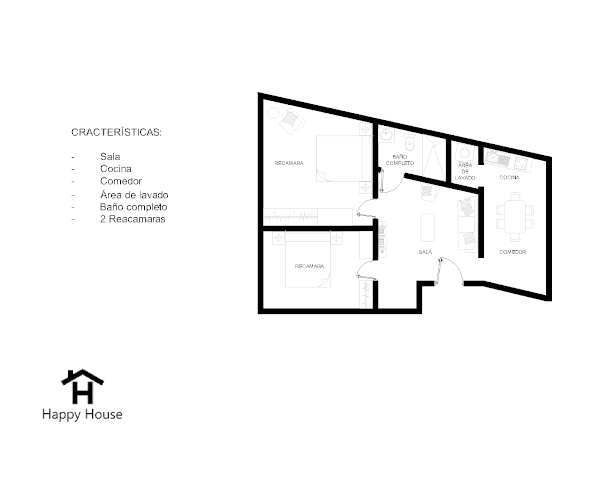 CRACTERÍSTICAS:
- Sala
- Cocina
- Comedor
- Área de lavado
- Baño completo
- 2 Reacamaras
RECAMARA
BAÑO
COMPLETO
AREA
DE
LAVADO
COCINA
SALA
COMEDOR
RECAMARA
H
Happy House